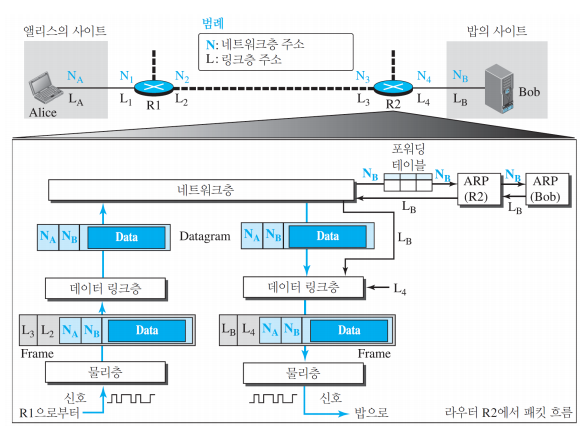 앨리스의 사이트
범례
N: 네트워크층 주소
L: 링크층 주소
밥의 사이트
N_A N_1 N_2 N_3 N_4 N_B
L_A L_1 R1 L_2 L_3 R2 L_4 L_B
Alice
Bob
포워딩
테이블
N_B N_B N_B
ARP
(R2)
ARP
(Bob)
L_B L_B
네트워크층
N_A N_B Data
Datagram
N_A N_B Data
L_B
데이터 링크층
데이터 링크층
L_4
L_3 L_2 N_A N_B Data
Frame
L_B L_4 N_A N_B Data
Frame
물리층
물리층
신호
신호
R1으로부터
밥으로
라우터 R2에서 패킷 흐름